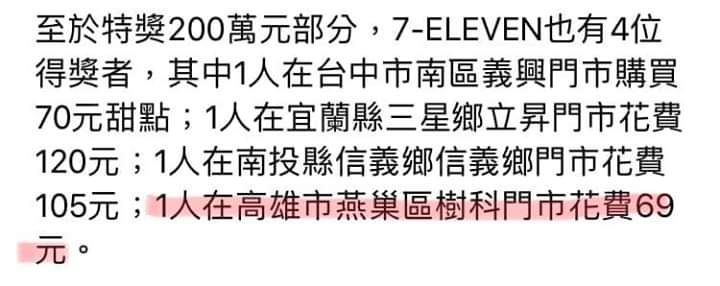 至於特獎200萬元部分，7-ELEVEN也有4位
得獎者，其中1人在台中市南區義興門市購買
70元甜點；1人在宜蘭縣三星鄉立昇門市花費
120元；1人在南投縣信義鄉信義鄉門市花費
105元；1人在高雄市燕巢區樹科門市花費69
元。